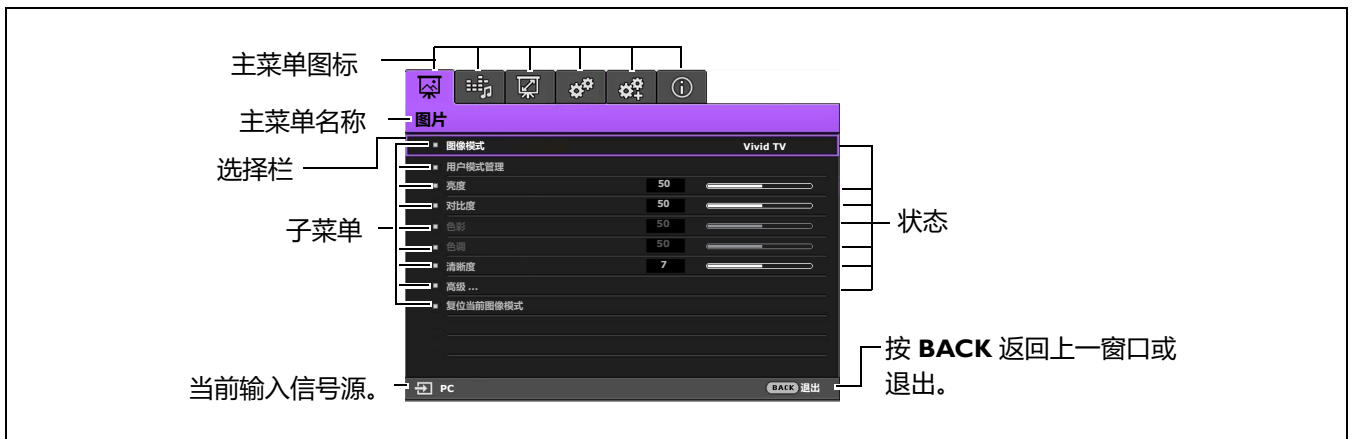 主菜单图标
主菜单名称
图片
选择栏
图像模式 Vivid TV
用户模式管理
亮度 50
对比度 50
子菜单
状态
色彩 50
色调 50
清晰度 7
高级 ...
复位当前图像模式
按 BACK 返回上一窗口或
退出。
当前输入信号源。
PC
BACK 退出